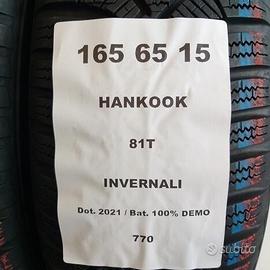 165 65 15
HANKOOK
81T
INVERNALI
Dot. 2021 / Bat. 100% DEMO
770
subito